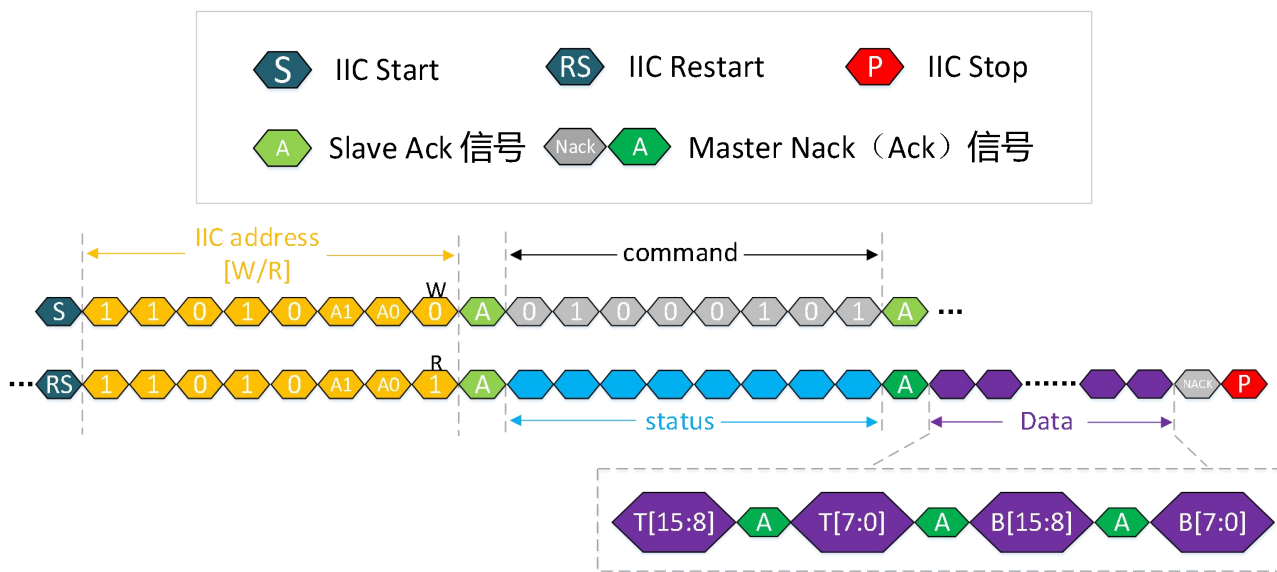 S IIC Start RS IIC Restart P IIC Stop
A Slave Ack 信号 Nack A Master Nack（Ack）信号
IIC address
[W/R]
command
W
S 1 1 0 1 0 A1 A0 0 A 0 1 0 0 0 1 0 1 A ···
R
··· RS 1 1 0 1 0 A1 A0 1 A A ······ NACK P
status Data
T[15:8] A T[7:0] A B[15:8] A B[7:0]